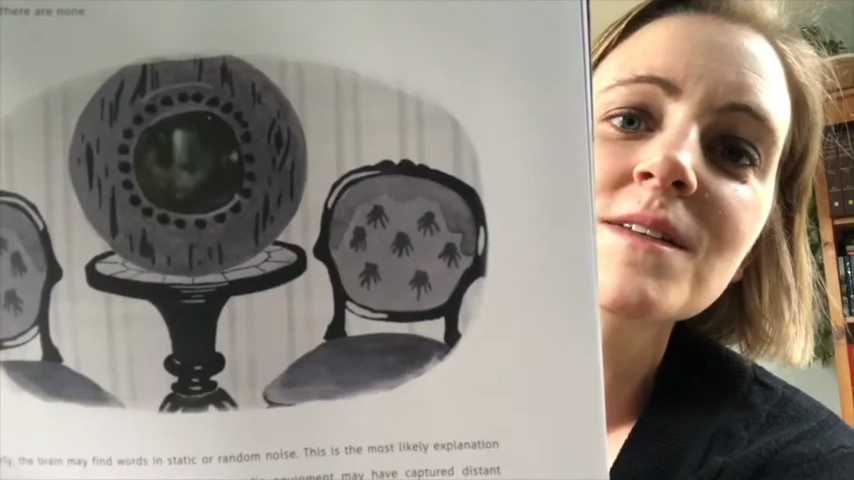 there are none
rly, the brain may find words in static or random noise. This is the most likely explanation
equipment may have captured distant